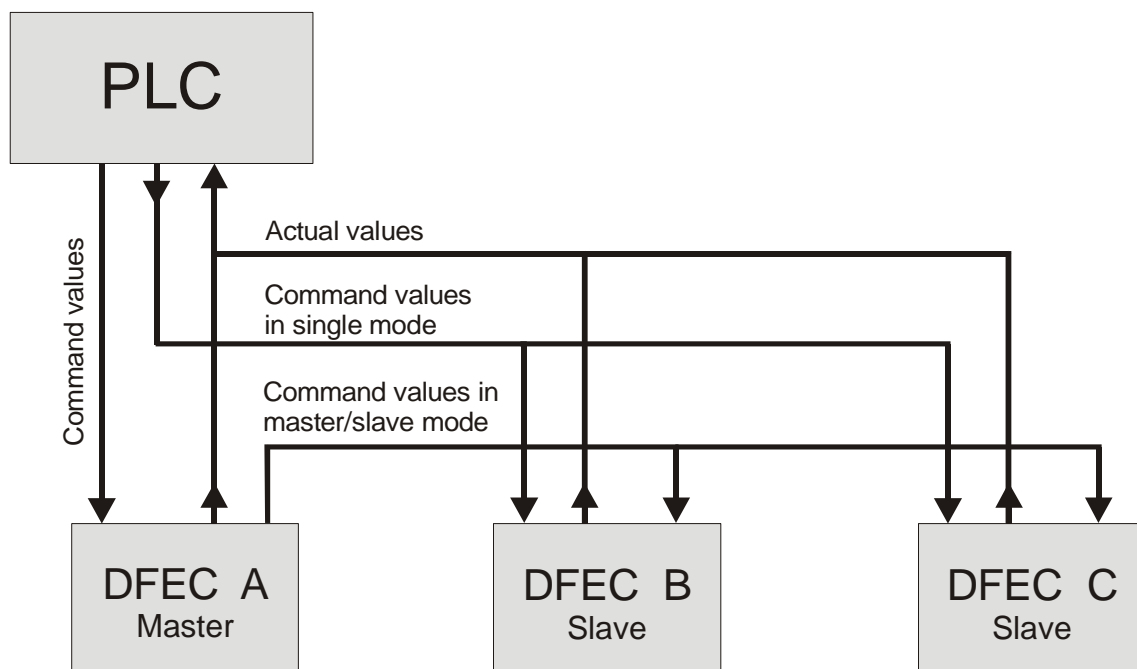 PLC
Command values
Actual values
Command values
in single mode
Command values in
master/slave mode
DFEC A
Master
DFEC B
Slave
DFEC C
Slave